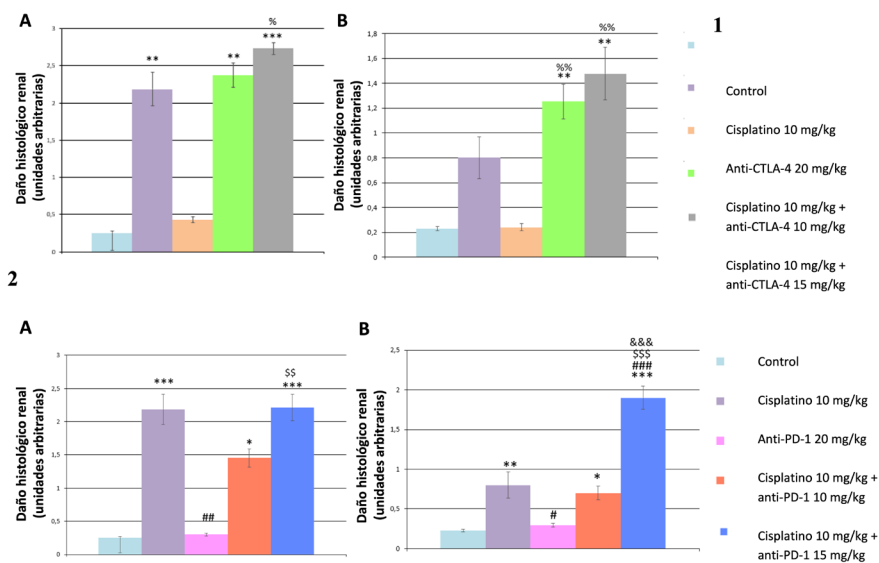 A
B
1
Daño histológico renal
(unidades arbitrarias)
3
2,5
2
1,5
1
0,5
0
**
**
%
***
Daño histológico renal
(unidades arbitrarias)
1,8
1,6
1,4
1,2
1
0,8
0,6
0,4
0,2
0
%%
**
%%
**
Control
Cisplatino 10 mg/kg
Anti-CTLA-4 20 mg/kg
Cisplatino 10 mg/kg +
anti-CTLA-4 10 mg/kg
Cisplatino 10 mg/kg +
anti-CTLA-4 15 mg/kg
2
A
B
Daño histológico renal
(unidades arbitrarias)
3
2,5
2
1,5
1
0,5
0
***
##
*
$$
***
Daño histológico renal
(unidades arbitrarias)
2,5
2
1,5
1
0,5
0
**
#
*
&&&
$$$
###
***
Control
Cisplatino 10 mg/kg
Anti-PD-1 20 mg/kg
Cisplatino 10 mg/kg +
anti-PD-1 10 mg/kg
Cisplatino 10 mg/kg +
anti-PD-1 15 mg/kg